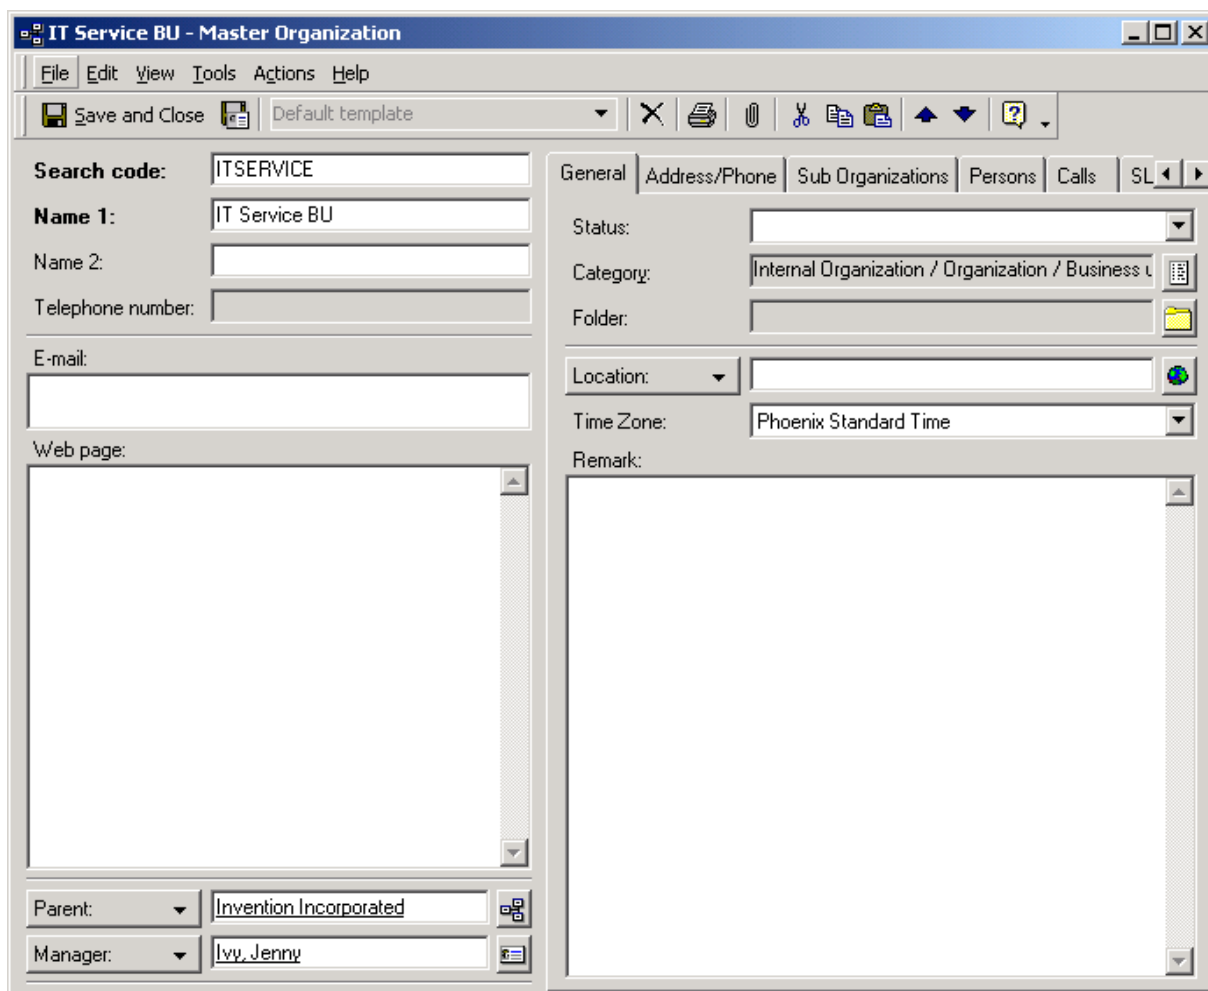 IT Service BU - Master Organization
File Edit View Tools Actions Help
Save and Close Default template
Search code: ITSERVICE
Name 1: IT Service BU
Name 2:
Telephone number:
E-mail:
Web page:
Parent: Invention Incorporated
Manager: Ivy, Jenny
General Address/Phone Sub Organizations Persons Calls SL
Status:
Category: Internal Organization / Organization / Business u
Folder:
Location:
Time Zone: Phoenix Standard Time
Remark: